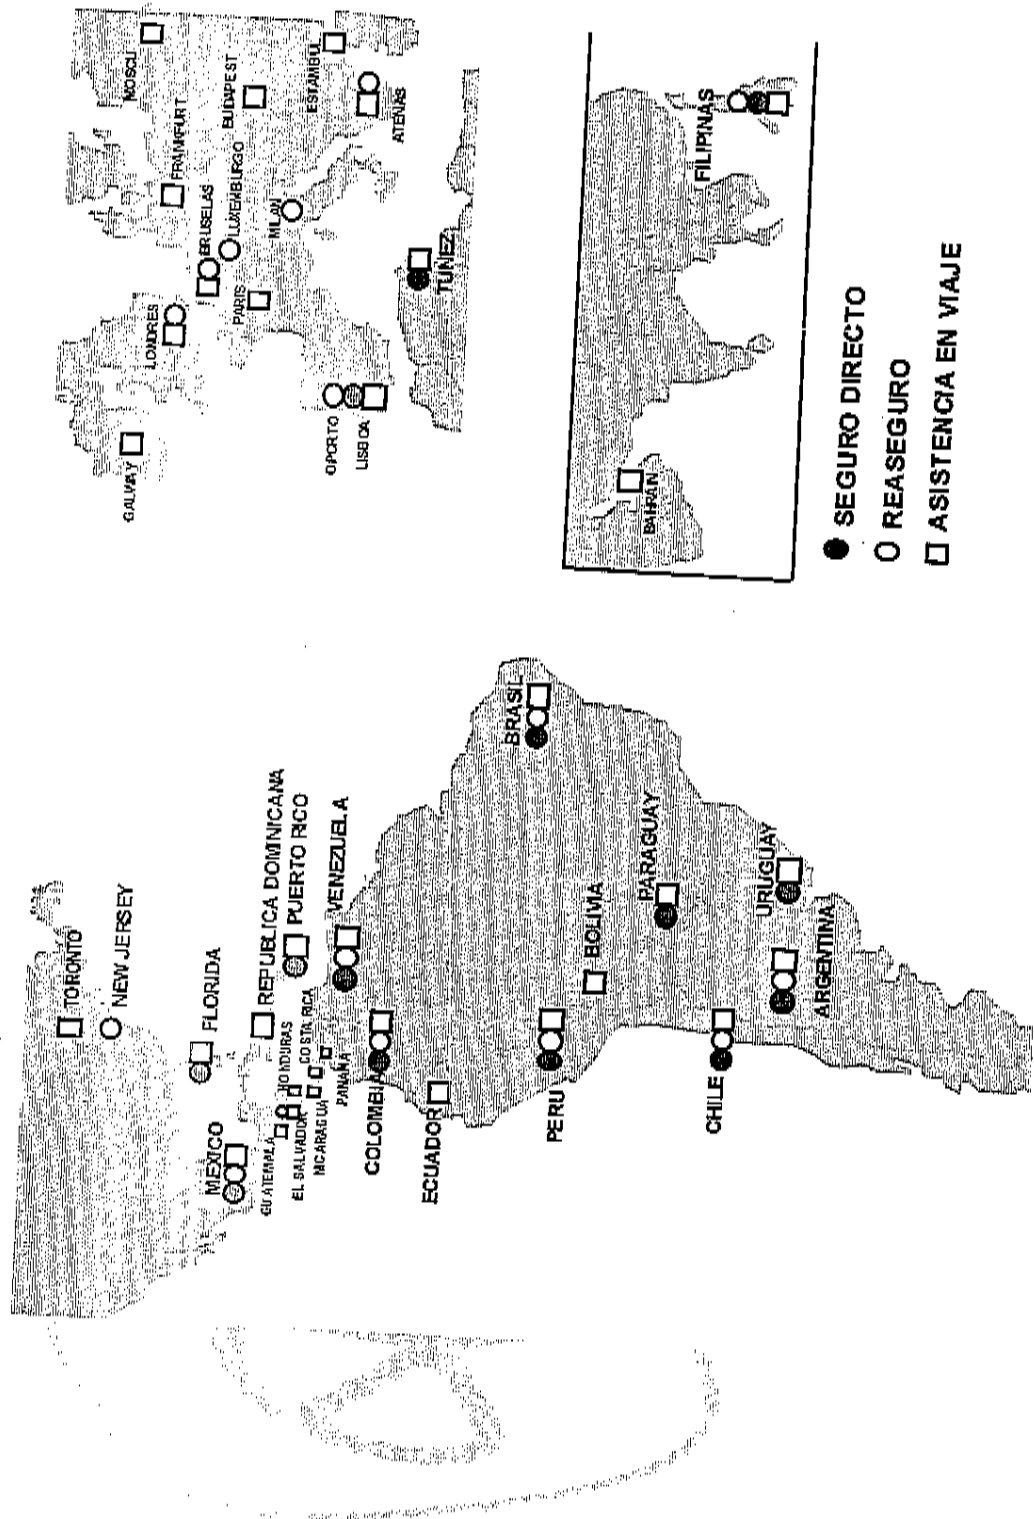 TORONTO
NEW JERSEY
FLORIDA
MEXICO
REPUBLICA DOMINICANA
PUERTO RICO
GUATEMALA
HONDURAS
EL SALVADOR
COSTA RICA
NICARAGUA
PANAMA
VENEZUELA
COLOMBIA
ECUADOR
BRASIL
PERU
BOLIVIA
PARAGUAY
CHILE
URUGUAY
ARGENTINA
GALWAY
LONDRES
BRUSELAS
FRANKFURT
MOSCU
LUXEMBURGO
BUDAPEST
PARIS
MILAN
ESTAMBUL
OPORTO
LISBOA
ATENAS
TUNEZ
BAHRAIN
FILIPINAS
SEGURO DIRECTO
REASEGURO
ASISTENCIA EN VIAJE